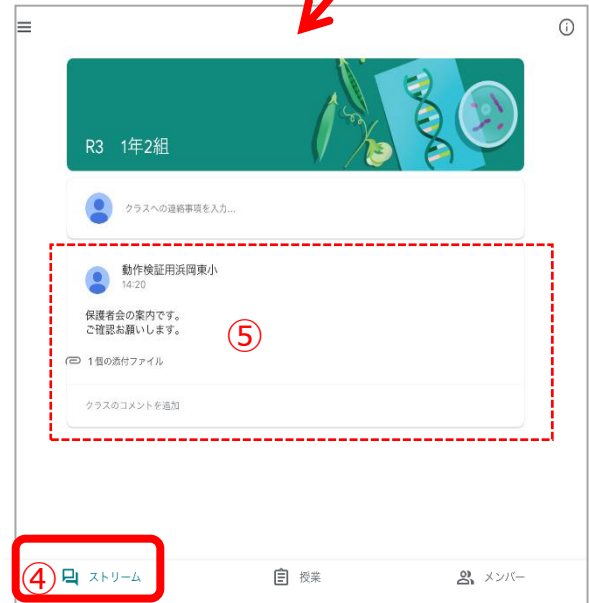 R3 1年2組
クラスへの連絡事項を入力...
動作検証用浜岡東小
14:20
保護者会の案内です。
ご確認お願いします。
⑤
1 個の添付ファイル
クラスのコメントを追加
④ ストリーム 授業 メンバー